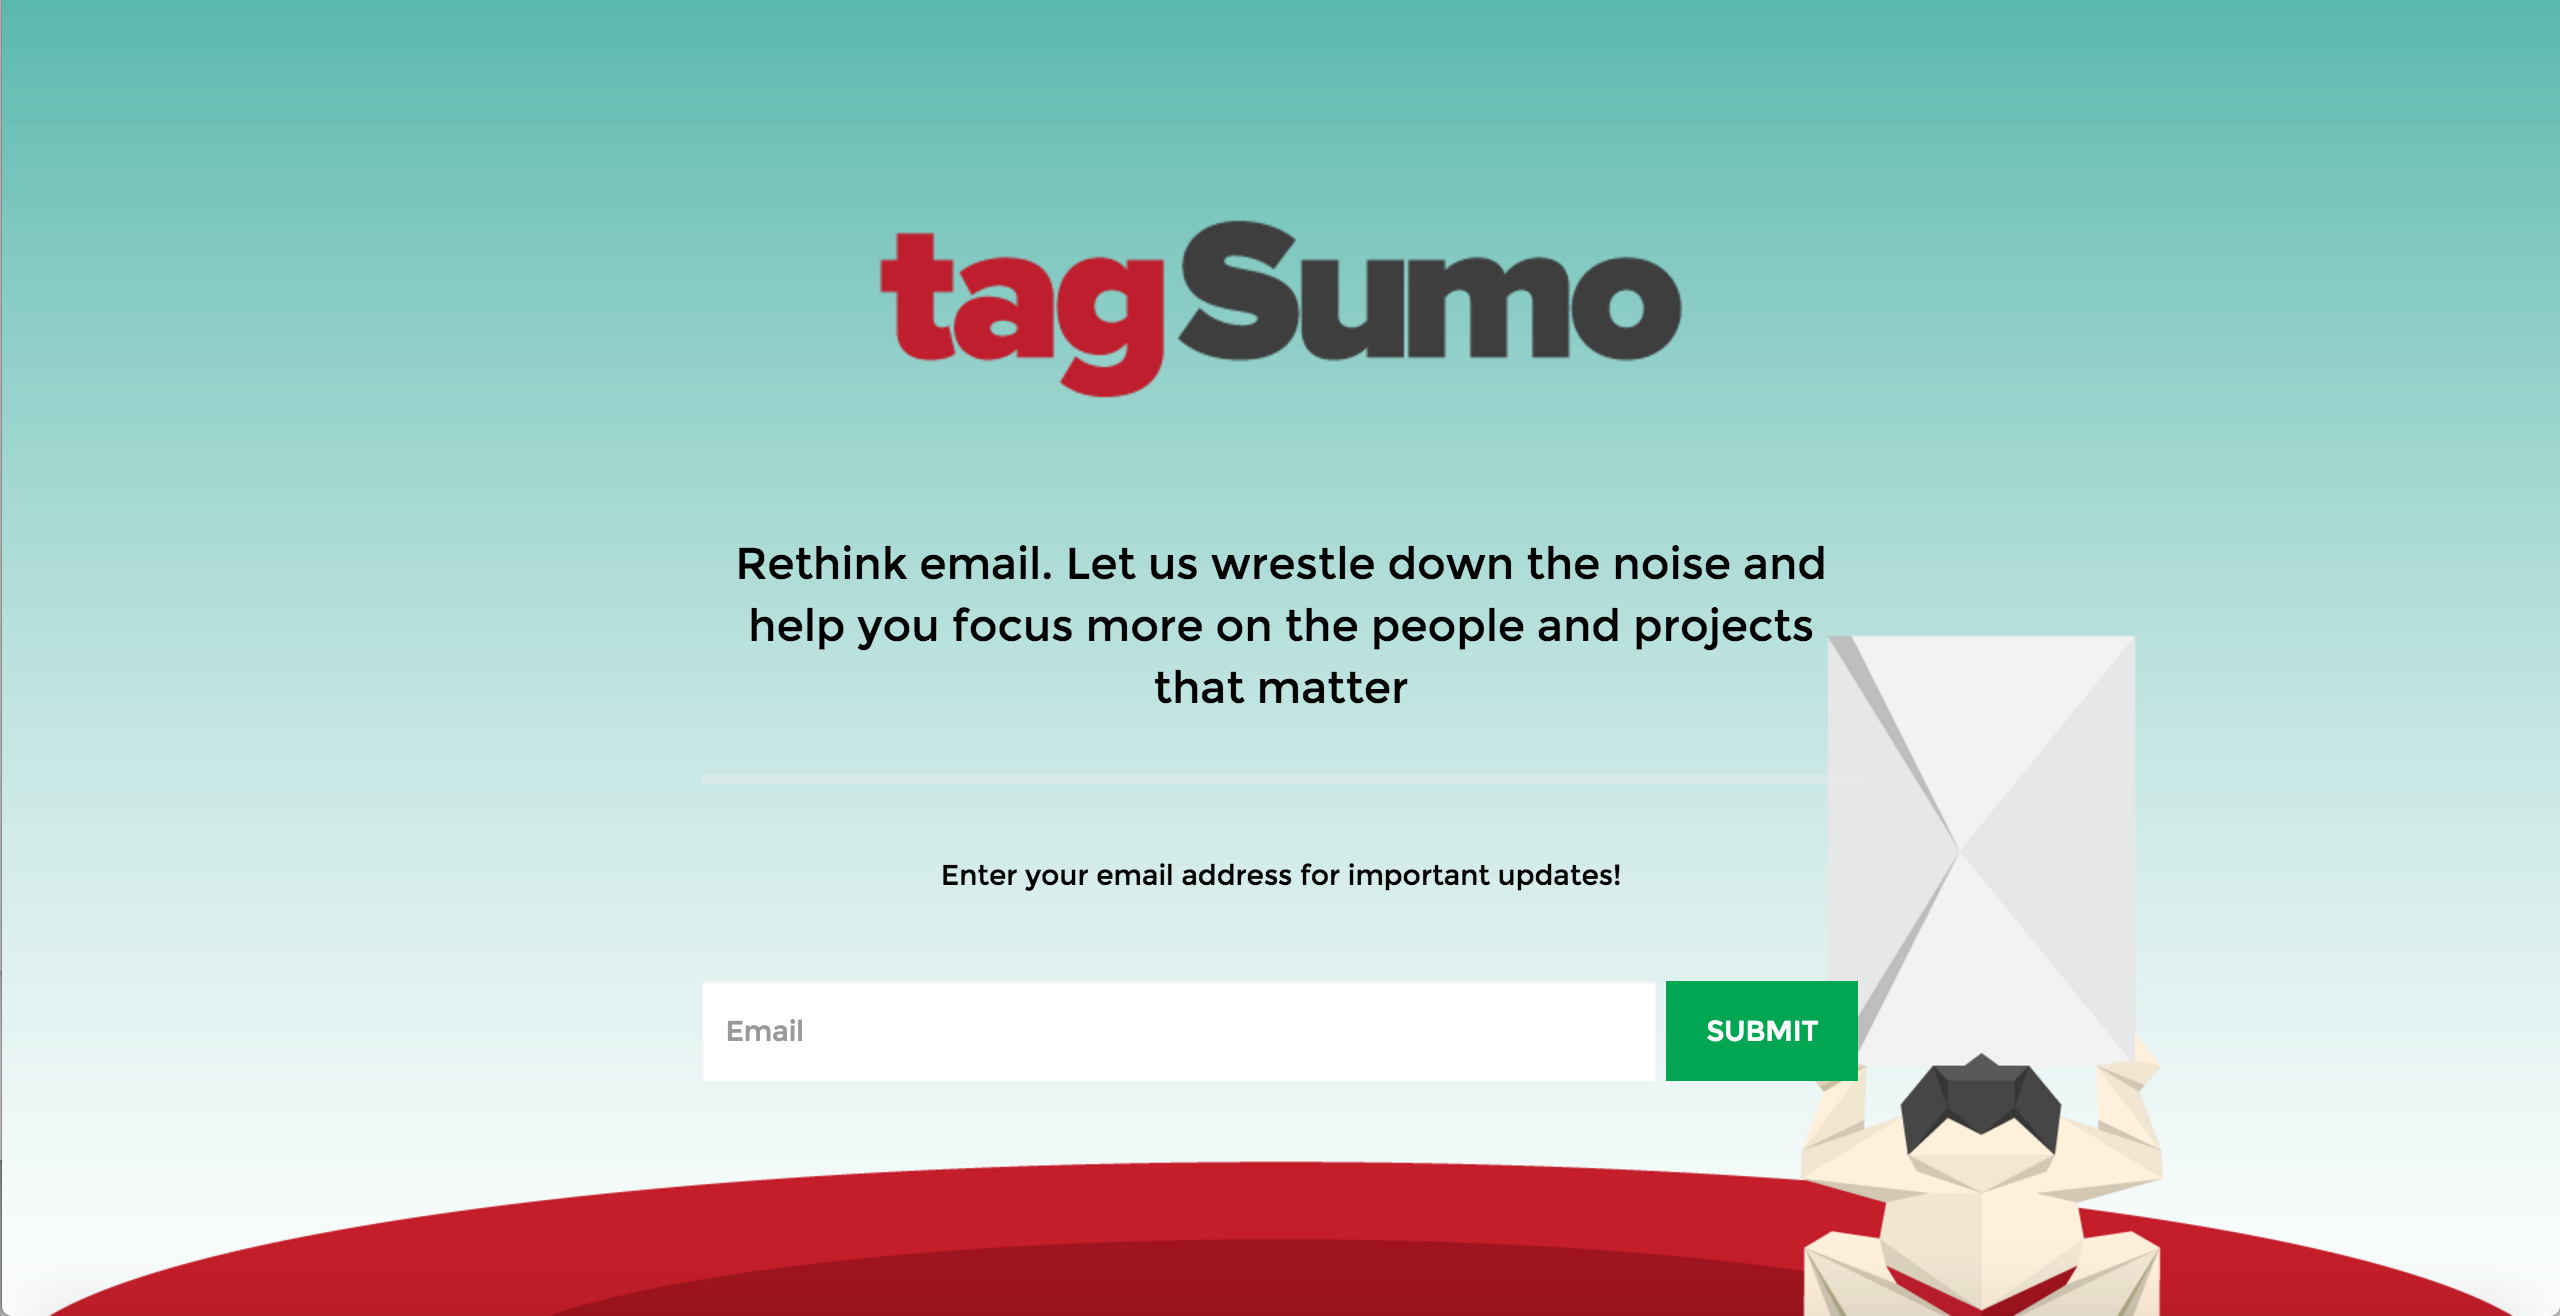 tagSumo
Rethink email. Let us wrestle down the noise and
help you focus more on the people and projects
that matter
Enter your email address for important updates!
Email
SUBMIT